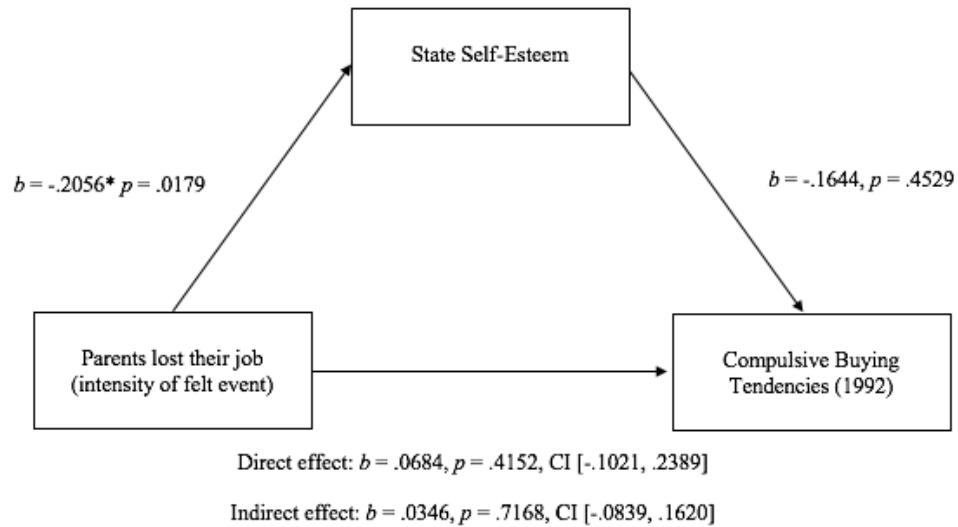 State Self-Esteem
b = -.2056* p = .0179
b = -.1644, p = .4529
Parents lost their job
(intensity of felt event)
Compulsive Buying
Tendencies (1992)
Direct effect: b = .0684, p = .4152, CI [-.1021, .2389]
Indirect effect: b = .0346, p = .7168, CI [-.0839, .1620]